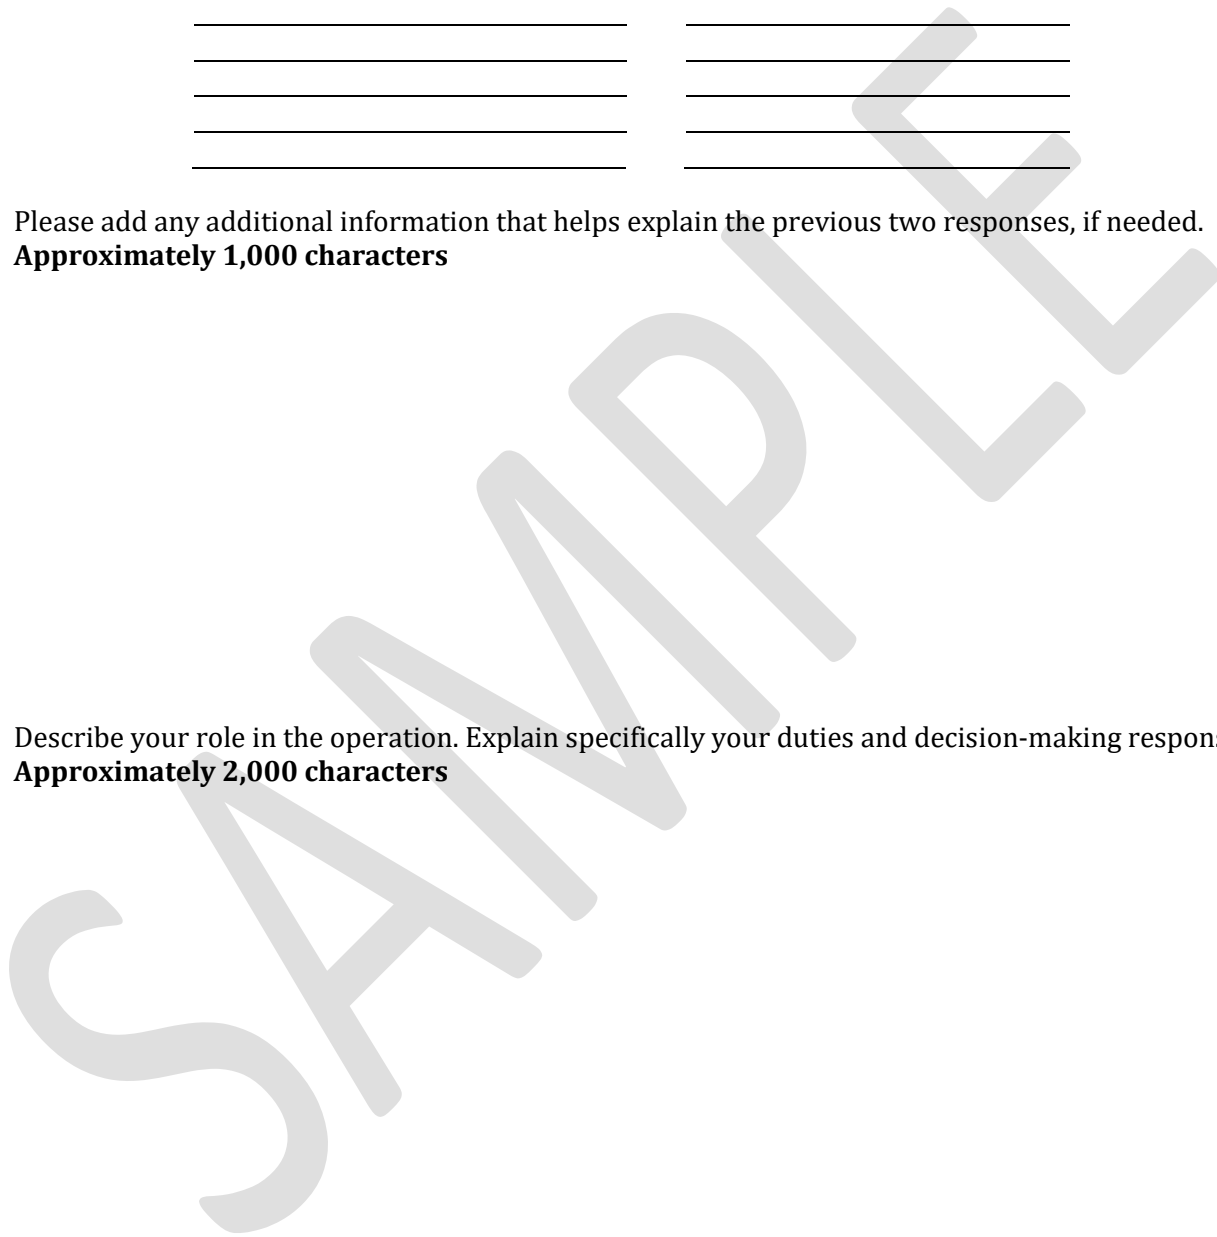 Please add any additional information that helps explain the previous two responses, if needed.
Approximately 1,000 characters
Describe your role in the operation. Explain specifically your duties and decision-making
Approximately 2,000 characters
SAMPLE